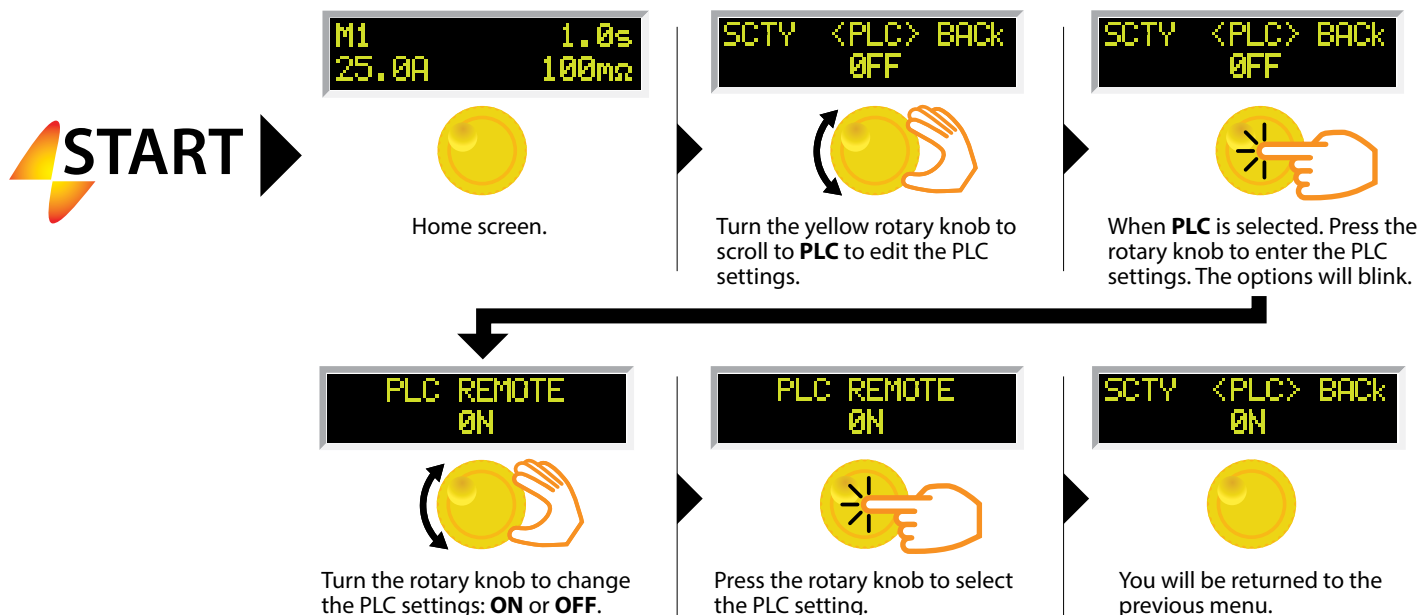 START
M1 1.0s
25.0A 100mΩ
Home screen.
SCTY <PLC> BACk
0FF
Turn the yellow rotary knob to
scroll to PLC to edit the PLC
settings.
SCTY <PLC> BACk
0FF
When PLC is selected. Press the
rotary knob to enter the PLC
settings. The options will blink.
PLC REMOTE
0N
Turn the rotary knob to change
the PLC settings: ON or OFF.
PLC REMOTE
0N
Press the rotary knob to select
the PLC setting.
SCTY <PLC> BACk
0N
You will be returned to the
previous menu.